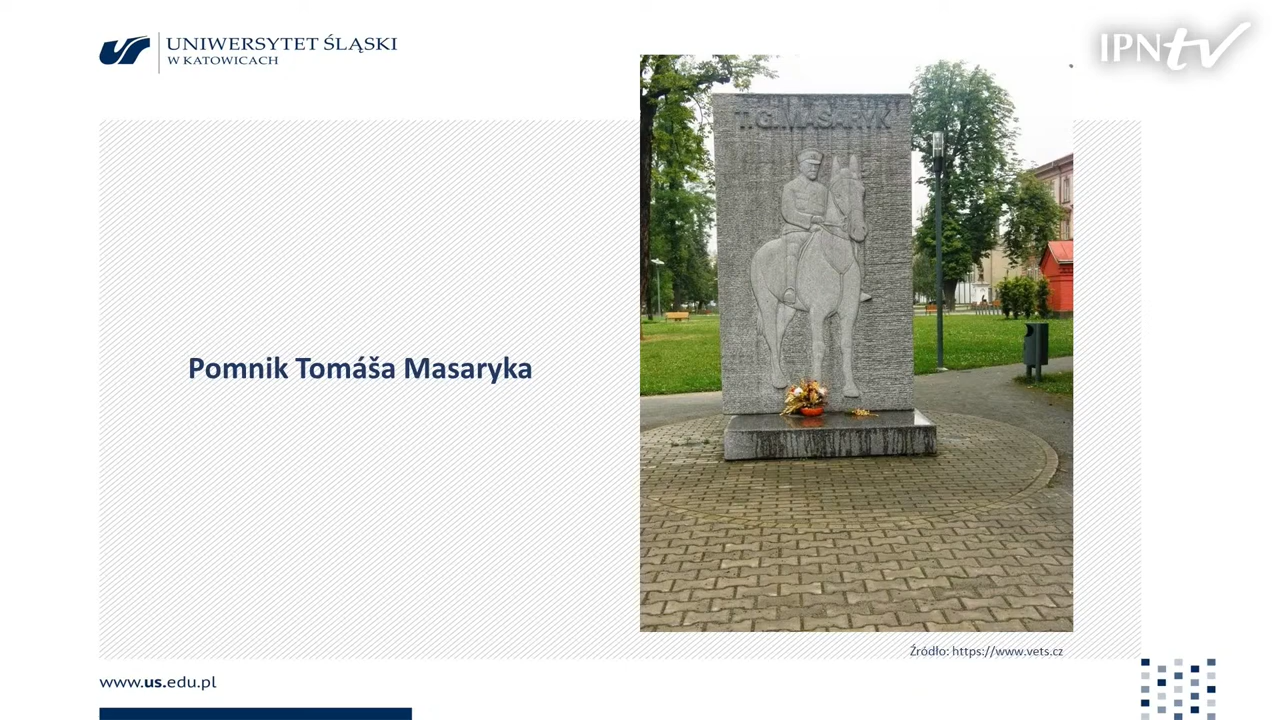 UNIWERSYTET ŚLĄSKI
W KATOWICACH
IPNtv
T.G.MASARYK
Pomnik Tomáša Masaryka
Źródło: https://www.vets.cz
www.us.edu.pl